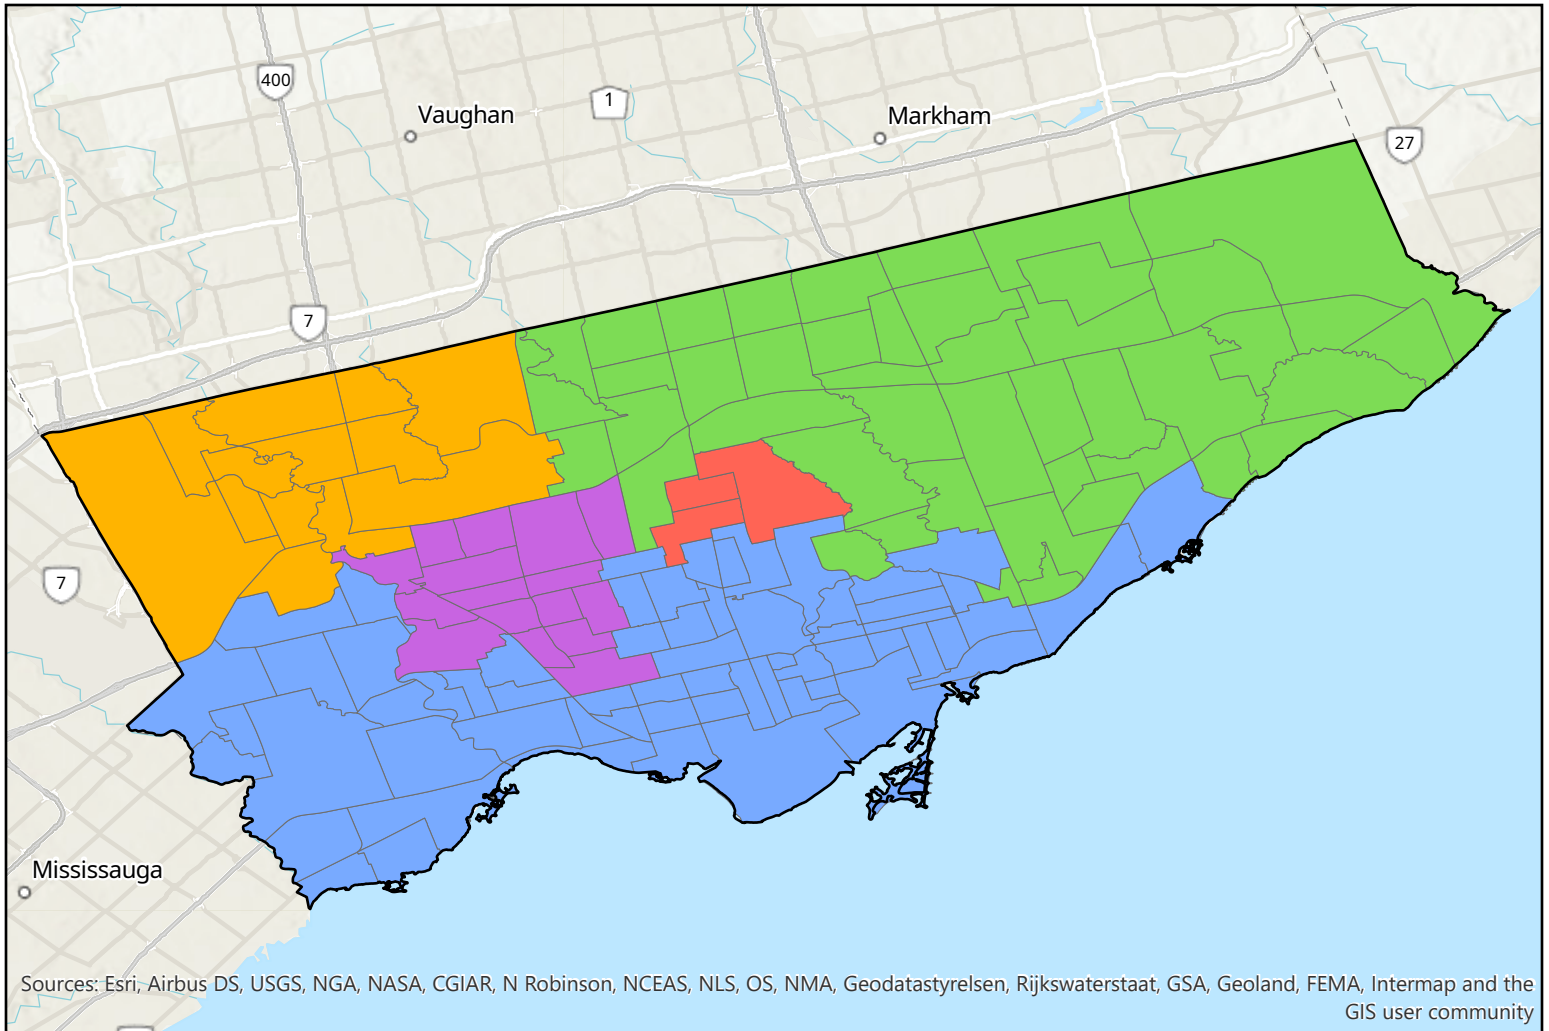 400
Vaughan
1
Markham
27
7
7
Mississauga
Sources: Esri, Airbus DS, USGS, NGA, NASA, CGIAR, N Robinson, NCEAS, NLS, OS, NMA, Geodatastyrelsen, Rijkswaterstaat, GSA, Geoland, FEMA, Intermap and the
GIS user community